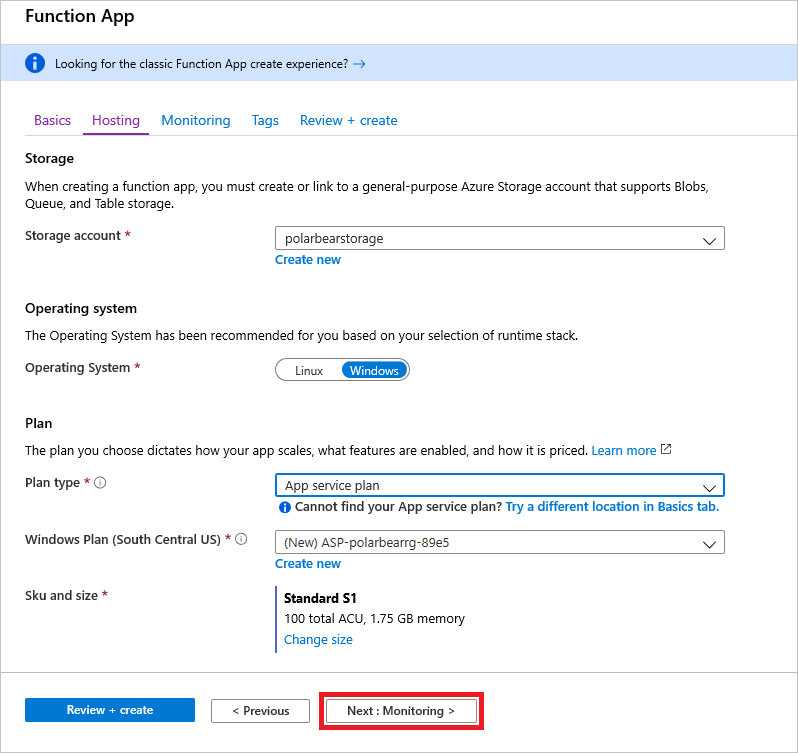 Function App
Looking for the classic Function App create experience? →
Basics Hosting Monitoring Tags Review + create
Storage
When creating a function app, you must create or link to a general-purpose Azure Storage account that supports Blobs,
Queue, and Table storage.
Storage account * polarbearstorage
Create new
Operating system
The Operating System has been recommended for you based on your selection of runtime stack.
Operating System * Linux Windows
Plan
The plan you choose dictates how your app scales, what features are enabled, and how it is priced. Learn more
Plan type * App service plan
Cannot find your App service plan? Try a different location in Basics tab.
Windows Plan (South Central US) * (New) ASP-polarbearrg-89e5
Create new
Sku and size * Standard S1
100 total ACU, 1.75 GB memory
Change size
Review + create < Previous Next : Monitoring >